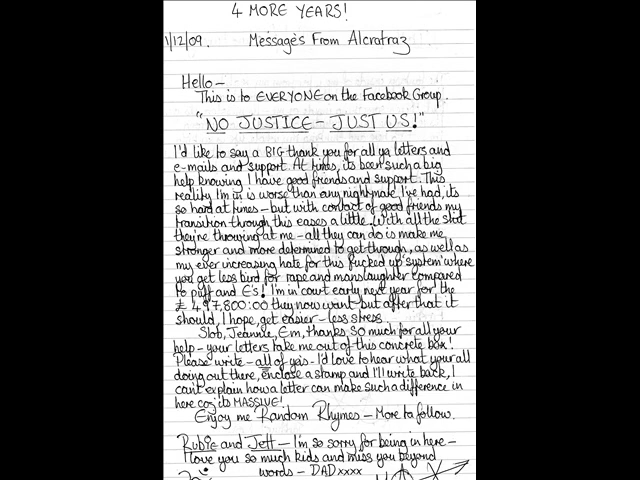 4 MORE YEARS!
1/12/09. Messages From Alcratraz
Hello –
This is to EVERYONE on the Facebook Group.
"NO JUSTICE – JUST US!"
I'd like to say a BIG thank you for all ya letters and
e-mails and support. At times, its been such a big
help knowing I have good friends and support. This
reality I'm in is worse than any nightmare I've had, its
so hard at times – but with contact of good friends my
transition through this eases a little. With all the shit
they're throwing at me – all they can do is make me
stronger and more determined to get through, as well as
my ever increasing hate for this fucked up 'system' where
you get less bird for rape and manslaughter compared
to puff and E's! I'm in court early next year for the
£497,800:00 they now want but after that it
should, I hope, get easier – less stress.
Slob, Jeannie, Em, thanks SO much for all your
help – your letters take me out of this concrete box!
Please write – all of ya's – I'd love to hear what your all
doing out there, enclose a stamp and I'll write back, I
can't explain how a letter can make such a difference in
here coz its MASSIVE!
Enjoy me Random Rhymes – More to follow.
Rubie and Jett – I'm so sorry for being in here –
I love you so much kids and miss you beyond
words – DAD xxxx